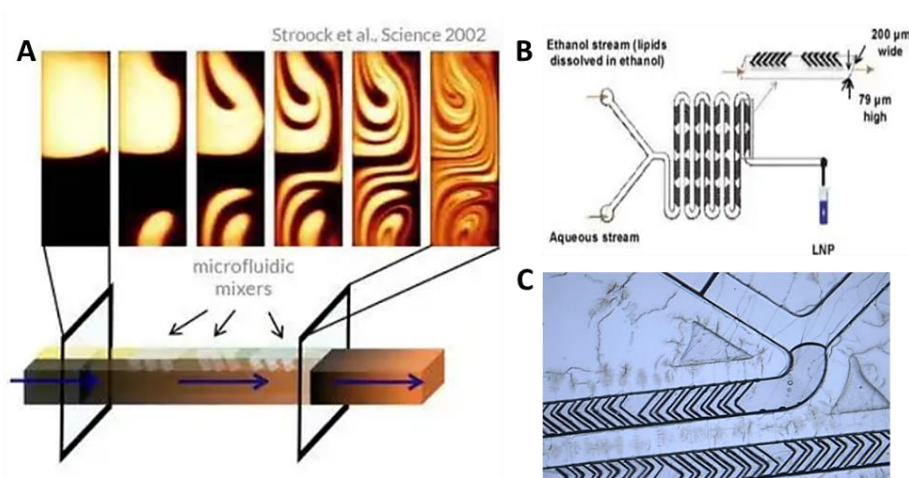 A
Stroock et al., Science 2002
microfluidic
mixers
B
Ethanol stream (lipids
dissolved in ethanol)
200 µm
wide
79 µm
high
Aqueous stream
LNP
C